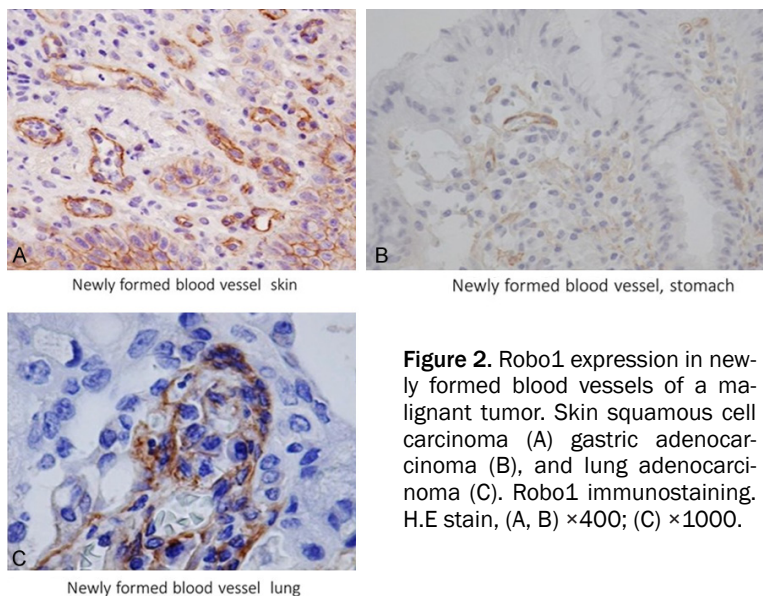 A
Newly formed blood vessel skin
B
Newly formed blood vessel, stomach
C
Newly formed blood vessel lung
Figure 2. Robo1 expression in new-
ly formed blood vessels of a ma-
lignant tumor. Skin squamous cell
carcinoma (A) gastric adenocar-
cinoma (B), and lung adenocarci-
noma (C). Robo1 immunostaining.
H.E stain, (A, B) ×400; (C) ×1000.